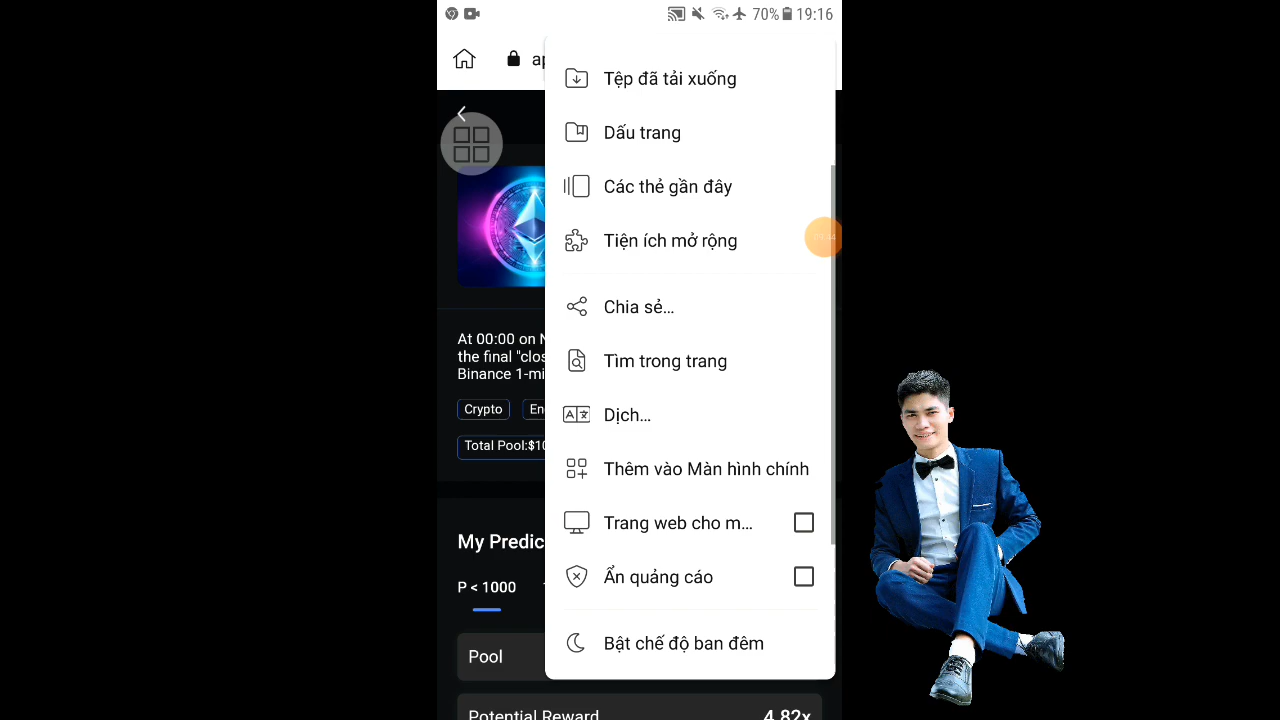 70% 19:16
Tệp đã tải xuống
Dấu trang
Các thẻ gần đây
Tiện ích mở rộng
Chia sẻ...
Tìm trong trang
Dịch...
Thêm vào Màn hình chính
Trang web cho m...
Ẩn quảng cáo
Bật chế độ ban đêm
At 00:00 on
the final "clos
Binance 1-mi
Crypto En
Total Pool:$10
My Predic
P < 1000
Pool
Potential Reward 4.82x